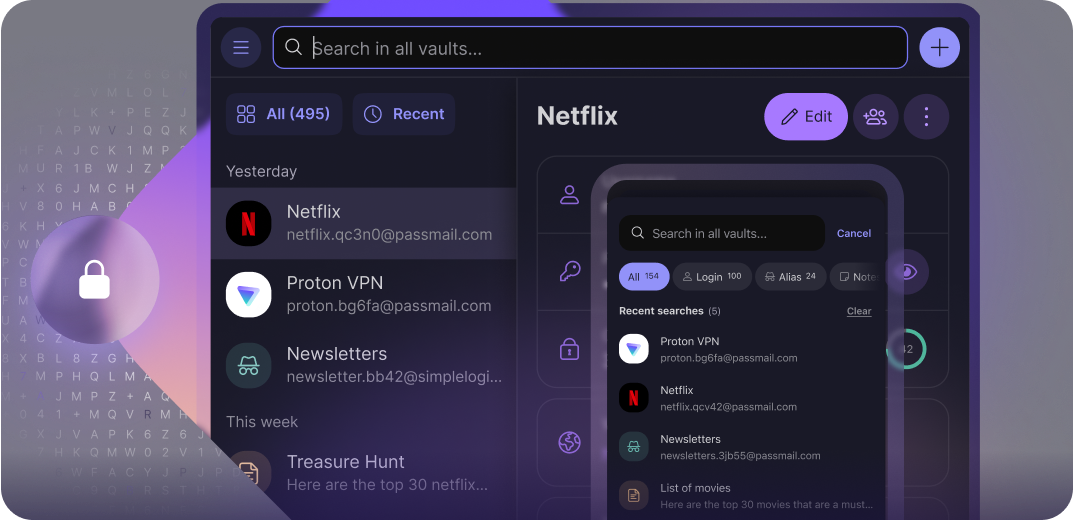 Search in all vaults...
All (495)
Recent
Yesterday
Netflix
netflix.qc3n0@passmail.com
Proton VPN
proton.bg6fa@passmail.com
Newsletters
newsletter.bb42@simplelogi...
This week
Treasure Hunt
Here are the top 30 netflix...
Netflix
Edit
Search in all vaults...
Cancel
All 154
Login 100
Alias 24
Note
Recent searches (5)
Clear
Proton VPN
proton.bg6fa@passmail.com
Netflix
netflix.qcv42@passmail.com
Newsletters
newsletters.3jb55@passmail.com
List of movies
Here are the top 30 movies that are a must...